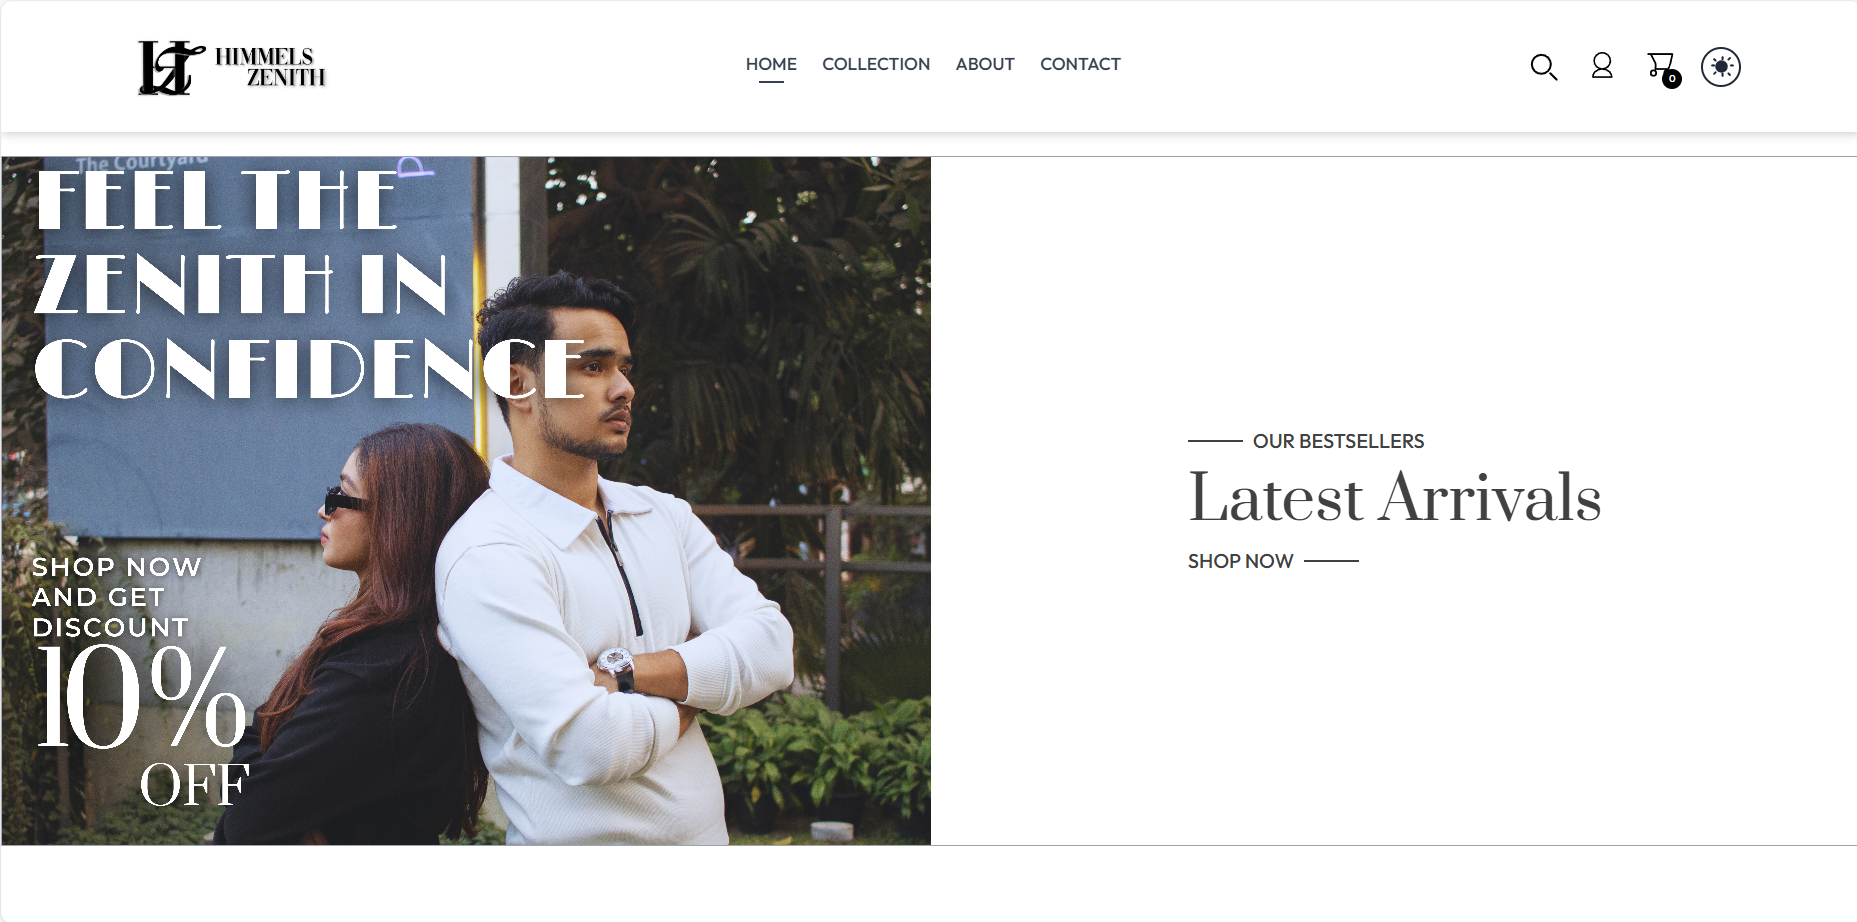 HIMMELS
ZENITH
HOME COLLECTION ABOUT CONTACT
0
The Courtyard
FEEL THE
ZENITH IN
CONFIDENCE
SHOP NOW
AND GET
DISCOUNT
10%
OFF
OUR BESTSELLERS
Latest Arrivals
SHOP NOW